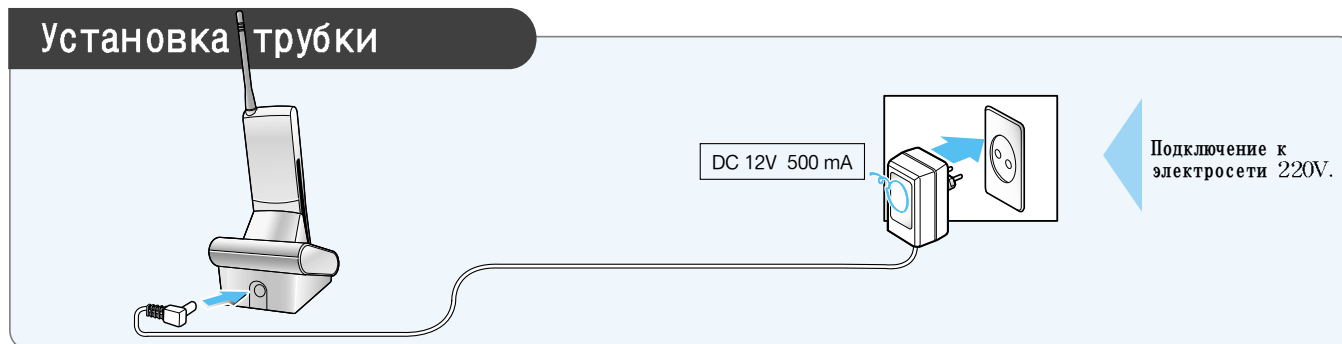 Установка трубки
DC 12V 500 mA
Подключение к
электросети 220V.